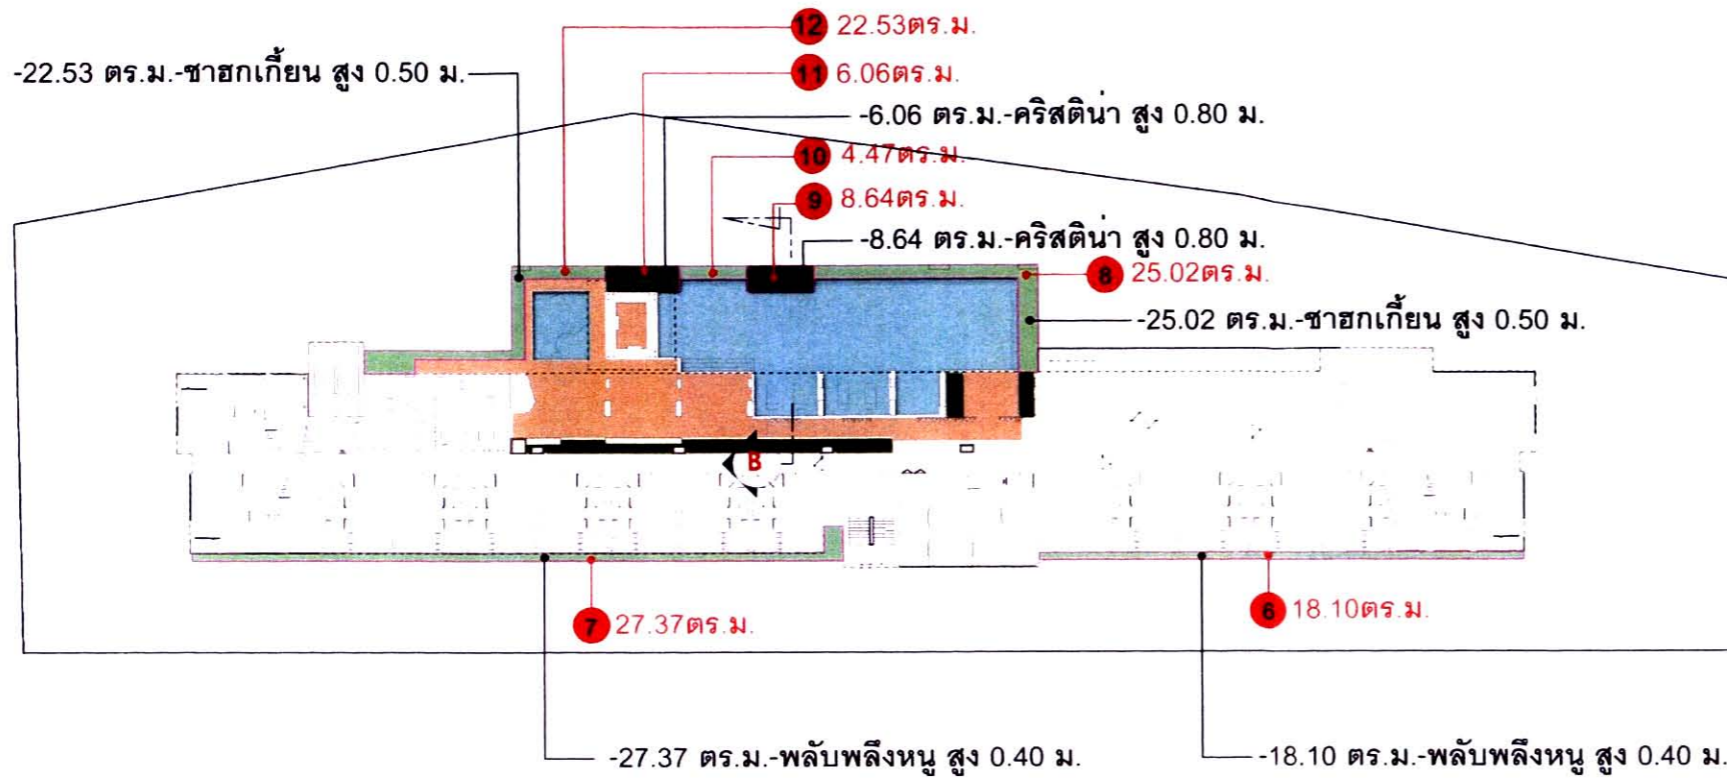 12 22.53ตร.ม.
-22.53 ตร.ม.-ชาฮกเกี้ยน สูง 0.50 ม.
11 6.06ตร.ม.
-6.06 ตร.ม.-คริสติน่า สูง 0.80 ม.
10 4.47ตร.ม.
9 8.64ตร.ม.
-8.64 ตร.ม.-คริสติน่า สูง 0.80 ม.
8 25.02ตร.ม.
-25.02 ตร.ม.-ชาฮกเกี้ยน สูง 0.50 ม.
B
7 27.37ตร.ม.
6 18.10ตร.ม.
-27.37 ตร.ม.-พลับพลึงหนู สูง 0.40 ม.
-18.10 ตร.ม.-พลับพลึงหนู สูง 0.40 ม.